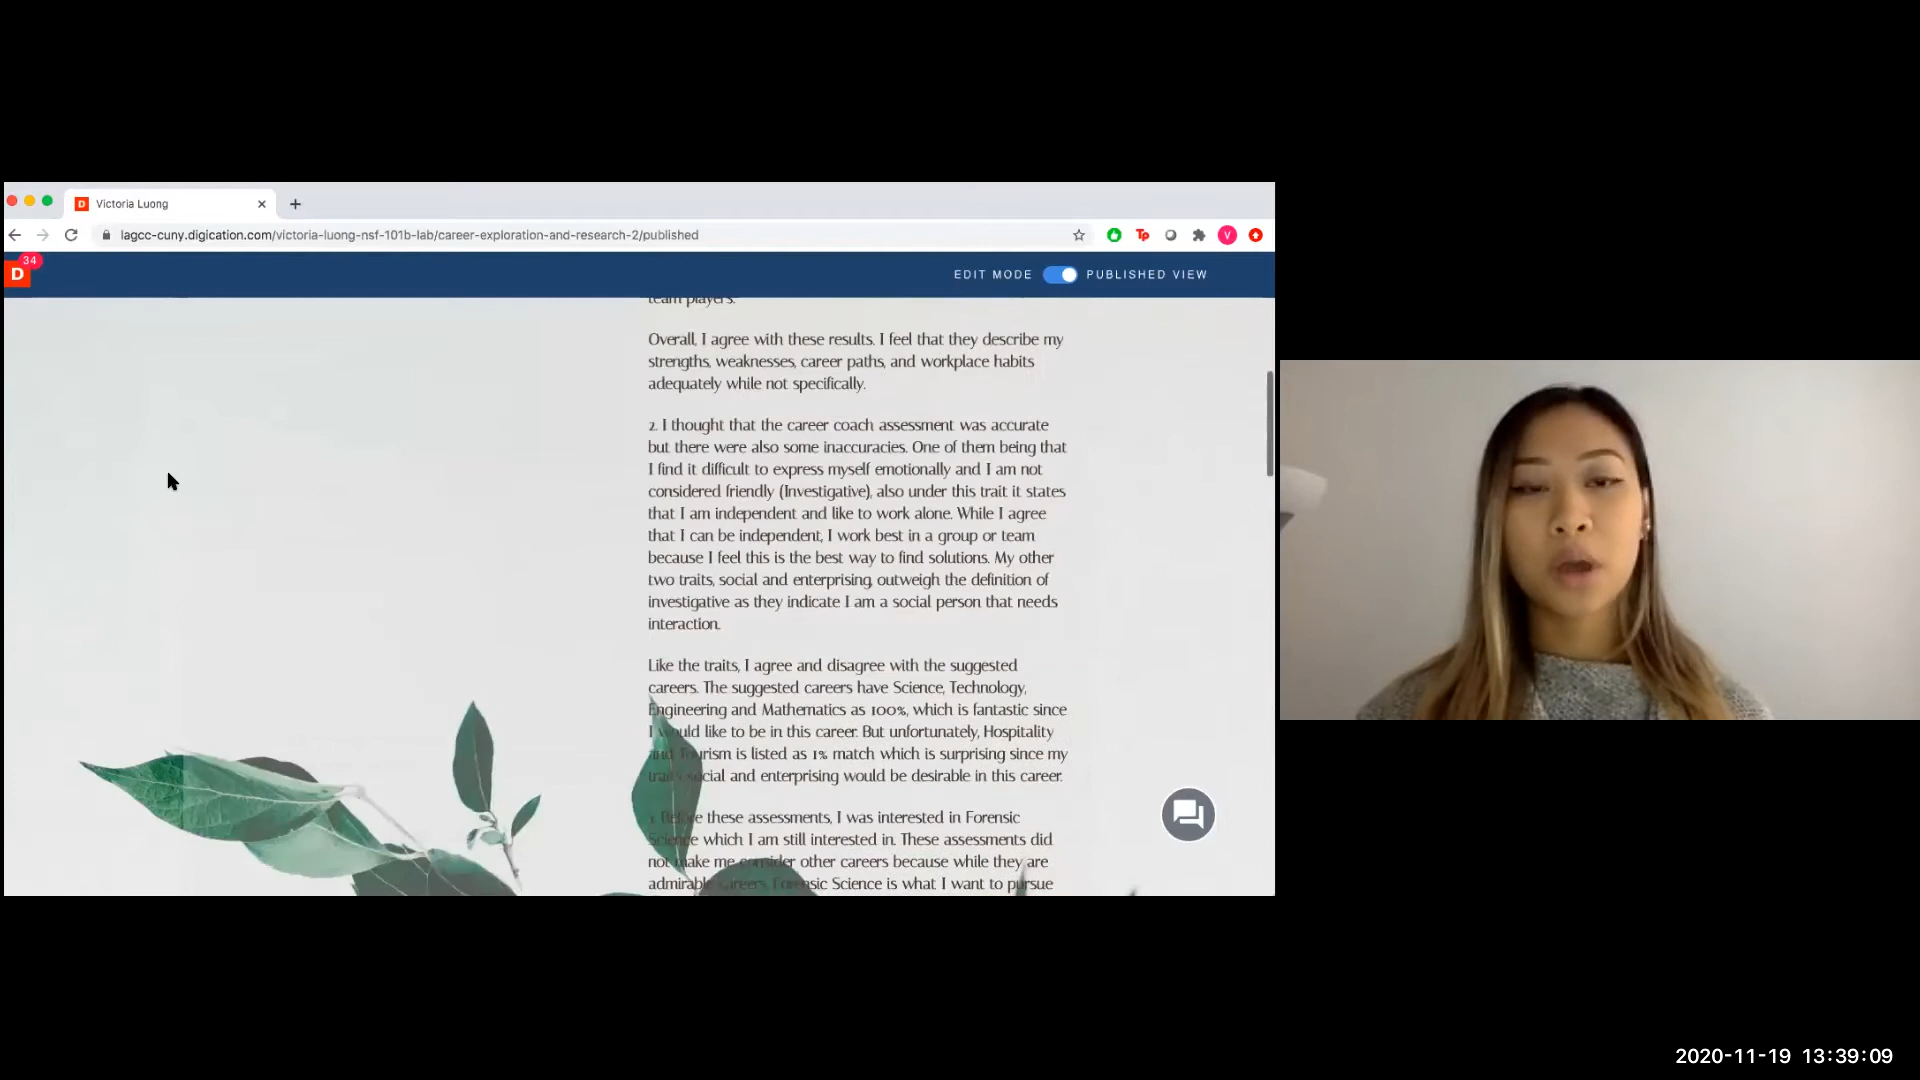 Victoria Luong
lagcc-cuny.digication.com/victoria-luong-nsf-101b-lab/career-exploration-and-research-2/published
Tp
V
D
34
EDIT MODE
PUBLISHED VIEW
team players.
Overall, I agree with these results. I feel that they describe my
strengths, weaknesses, career paths, and workplace habits
adequately while not specifically.
2. I thought that the career coach assessment was accurate
but there were also some inaccuracies. One of them being that
I find it difficult to express myself emotionally and I am not
considered friendly (Investigative), also under this trait it states
that I am independent and like to work alone. While I agree
that I can be independent, I work best in a group or team
because I feel this is the best way to find solutions. My other
two traits, social and enterprising, outweigh the definition of
investigative as they indicate I am a social person that needs
interaction.
Like the traits, I agree and disagree with the suggested
careers. The suggested careers have Science, Technology,
Engineering and Mathematics as 100%, which is fantastic since
I would like to be in this career. But unfortunately, Hospitality
and Tourism is listed as 1% match which is surprising since my
traits social and enterprising would be desirable in this career.
Before these assessments, I was interested in Forensic
Science which I am still interested in. These assessments did
not make me consider other careers because while they are
admirable careers, Forensic Science is what I want to pursue
2020-11-19 13:39:09